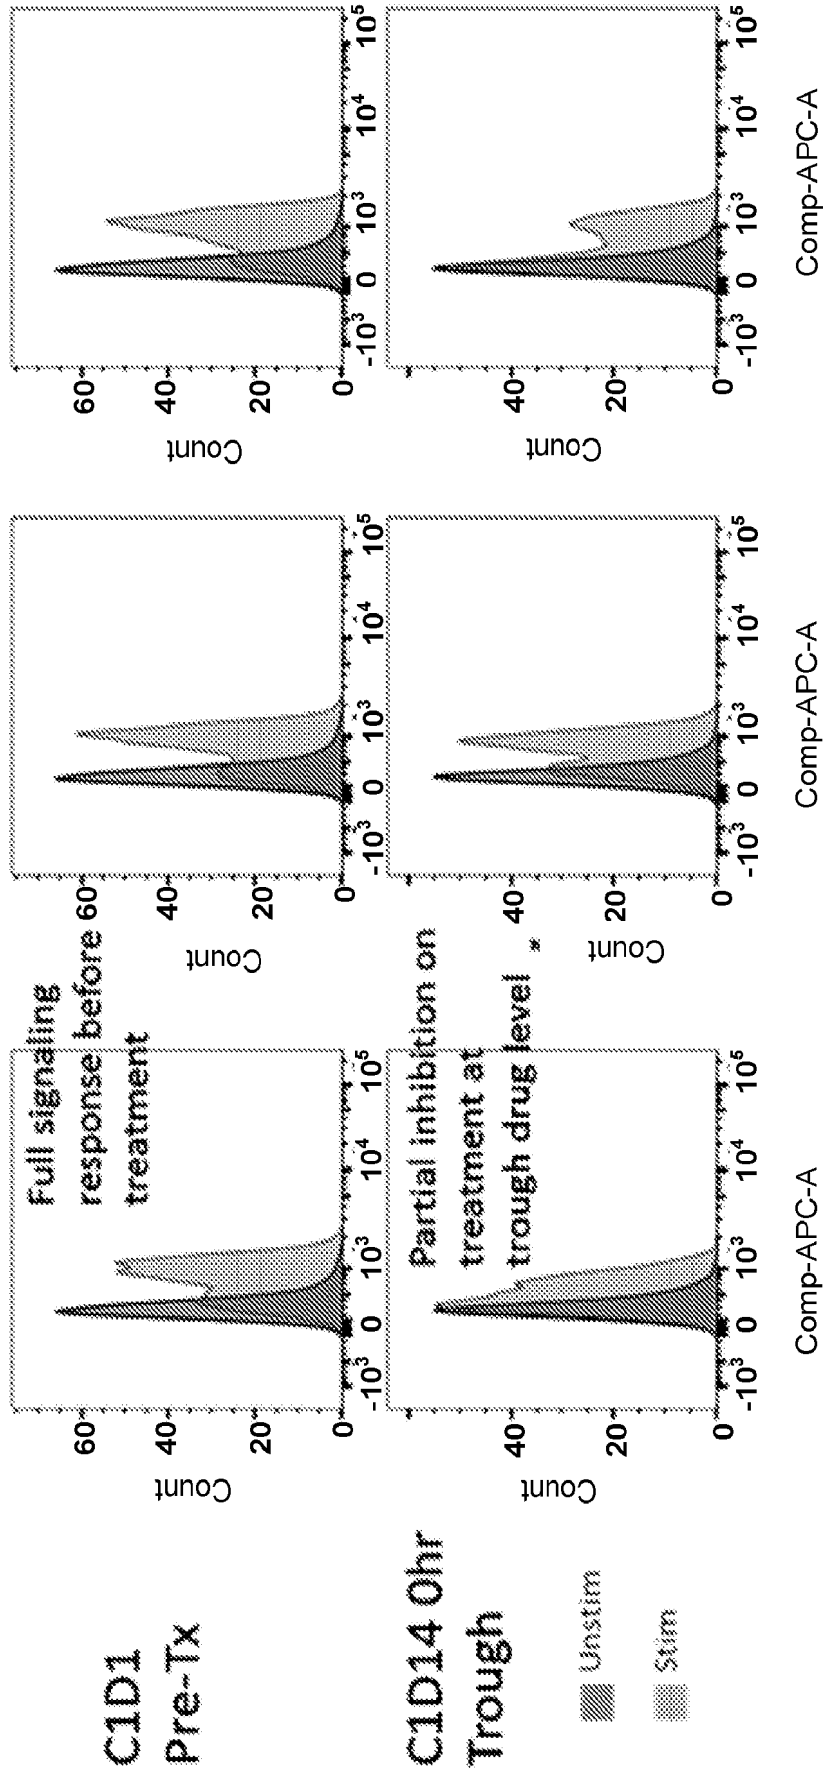 C1D1
Pre-Tx
Full signaling
response before
treatment
Count
60
40
20
0
-10³ 0 10³ 10⁴ 10⁵
Count
60
40
20
0
-10³ 0 10³ 10⁴ 10⁵
Count
60
40
20
0
-10³ 0 10³ 10⁴ 10⁵
C1D14 0hr
Trough
Partial inhibition on
treatment at
trough drug level
Count
40
20
0
-10³ 0 10³ 10⁴ 10⁵
Comp-APC-A
Count
40
20
0
-10³ 0 10³ 10⁴ 10⁵
Comp-APC-A
Count
40
20
0
-10³ 0 10³ 10⁴ 10⁵
Comp-APC-A
Unstim
Stim